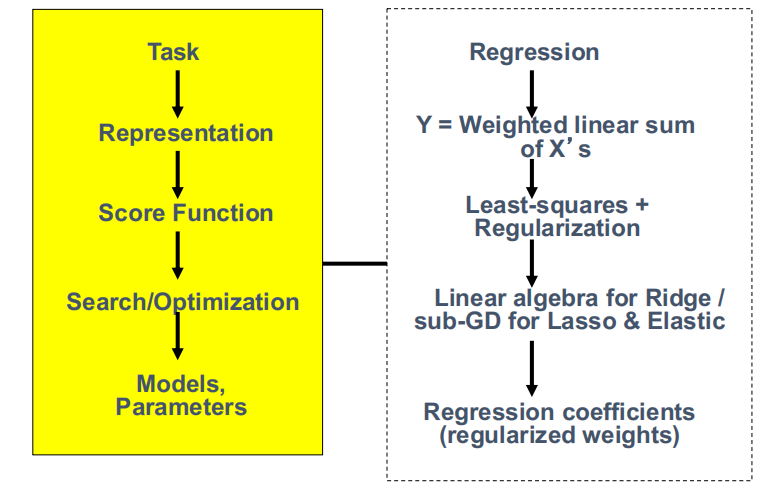 Task
Representation
Score Function
Search/Optimization
Models,
Parameters
Regression
Y = Weighted linear sum
of X’s
Least-squares +
Regularization
Linear algebra for Ridge /
sub-GD for Lasso & Elastic
Regression coefficients
(regularized weights)